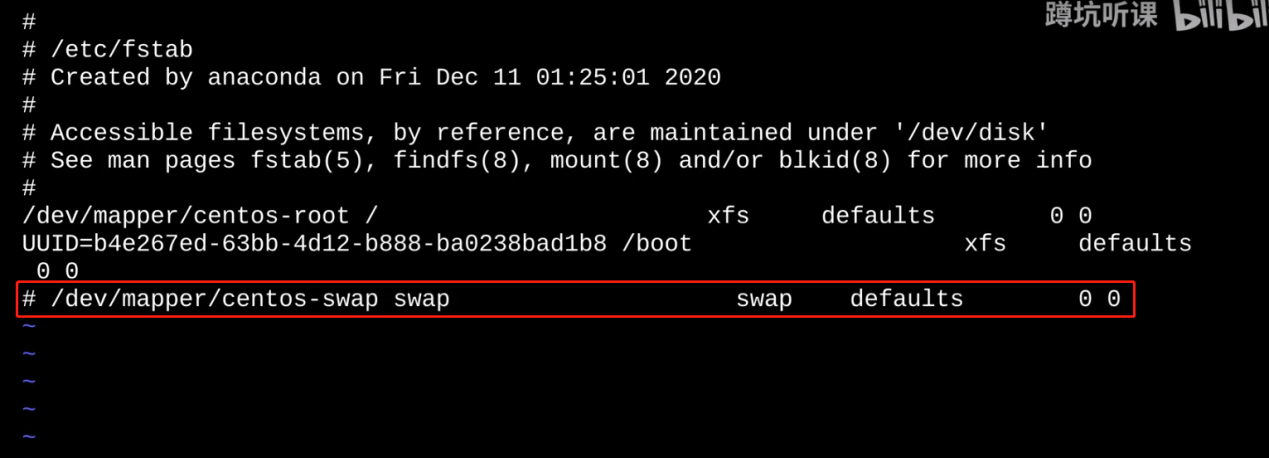 蹲坑听课 bilibili
#
# /etc/fstab
# Created by anaconda on Fri Dec 11 01:25:01 2020
#
# Accessible filesystems, by reference, are maintained under '/dev/disk'
# See man pages fstab(5), findfs(8), mount(8) and/or blkid(8) for more info
#
/dev/mapper/centos-root / xfs defaults 0 0
UUID=b4e267ed-63bb-4d12-b888-ba0238bad1b8 /boot xfs defaults
0 0
# /dev/mapper/centos-swap swap swap defaults 0 0
~
~
~
~
~